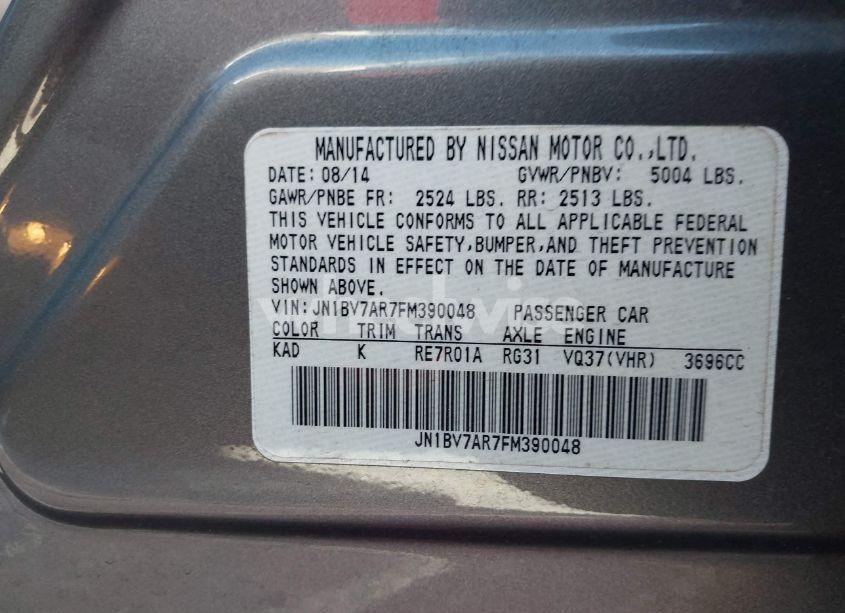 MANUFACTURED BY NISSAN MOTOR CO.,LTD.
DATE: 08/14 GVWR/PNBV: 5004 LBS.
GAWR/PNBE FR: 2524 LBS. RR: 2513 LBS.
THIS VEHICLE CONFORMS TO ALL APPLICABLE FEDERAL
MOTOR VEHICLE SAFETY,BUMPER,AND THEFT PREVENTION
STANDARDS IN EFFECT ON THE DATE OF MANUFACTURE
SHOWN ABOVE.
VIN:JN1BV7AR7FM390048 PASSENGER CAR
COLOR TRIM TRANS AXLE ENGINE
KAD K RE7R01A RG31 VQ37(VHR) 3696CC
JN1BV7AR7FM390048